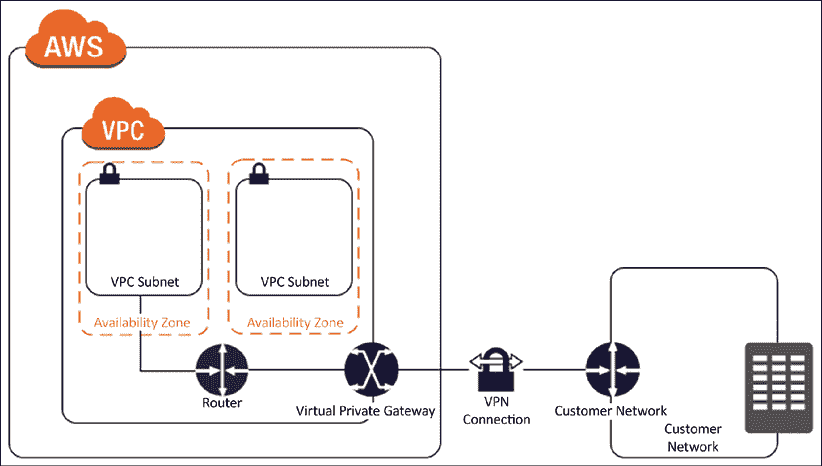 AWS
VPC
VPC Subnet
VPC Subnet
Availability Zone
Availability Zone
Router
Virtual Private Gateway
VPN
Connection
Customer Network
Customer
Network